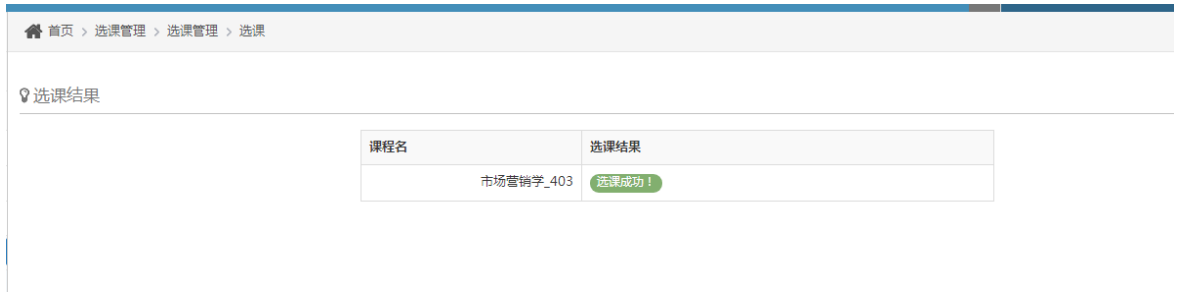 首页 > 选课管理 > 选课管理 > 选课
选课结果
课程名 选课结果
市场营销学_403 选课成功！